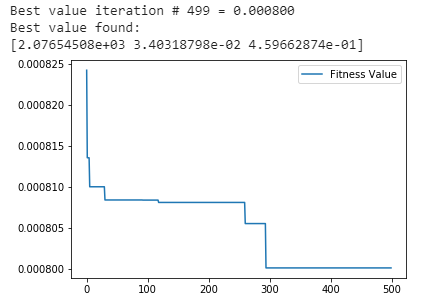 Best value iteration # 499 = 0.000800
Best value found:
[2.07654508e+03 3.40318798e-02 4.59662874e-01]
0.000825
Fitness Value
0.000820
0.000815
0.000810
0.000805
0.000800
0 100 200 300 400 500